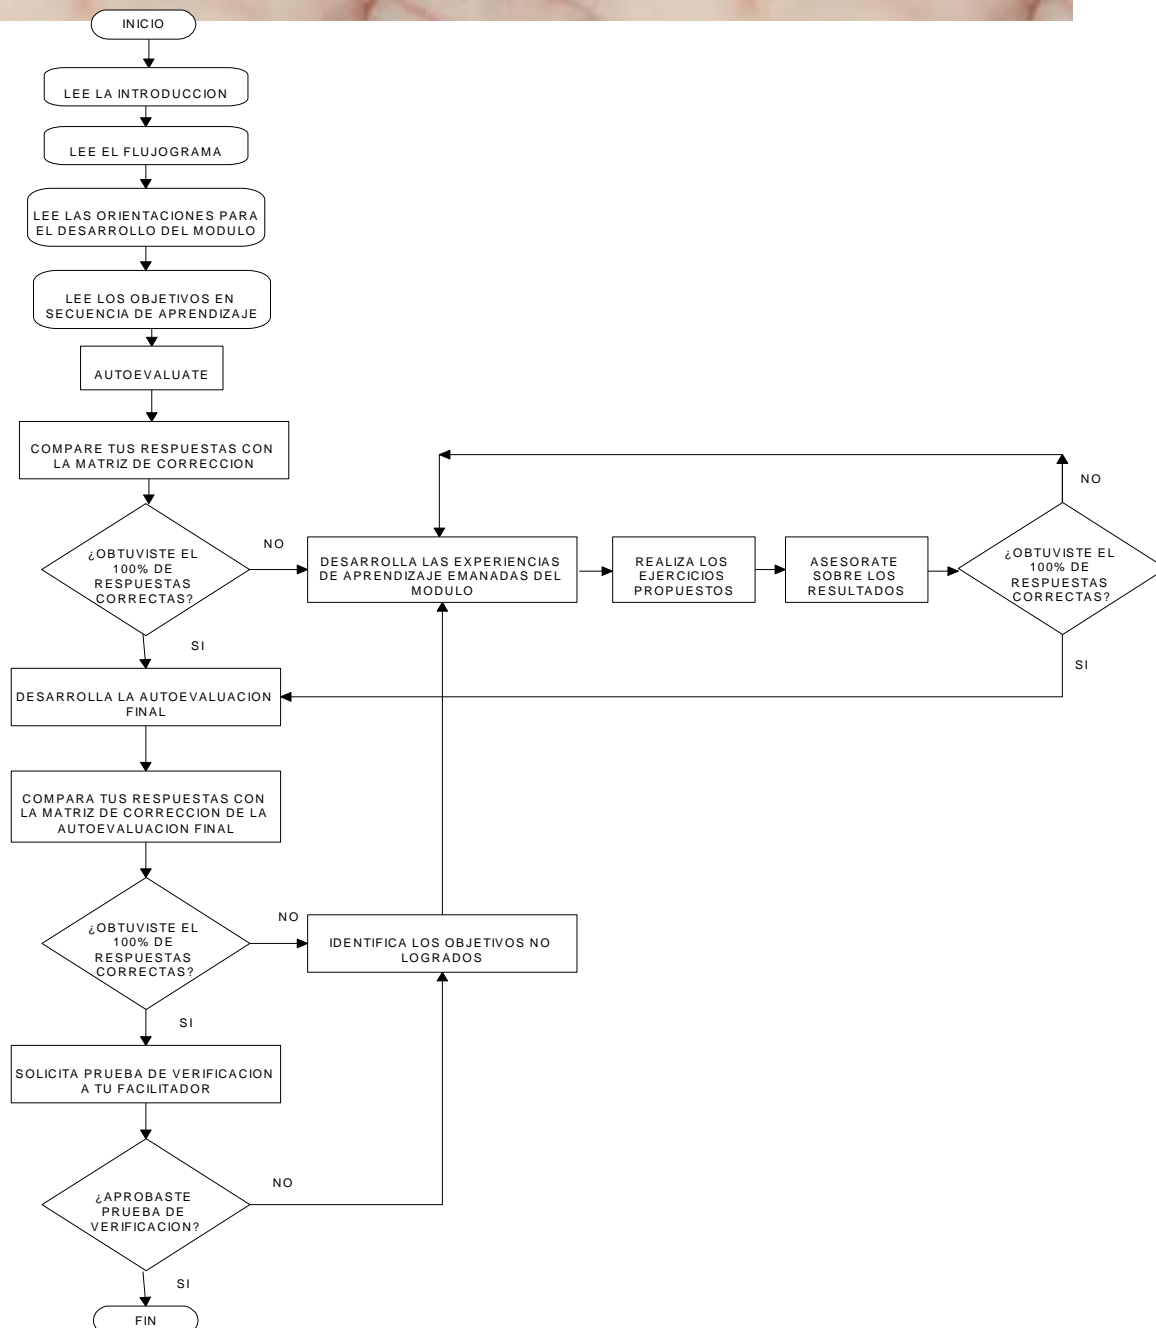 INICIO
LEE LA INTRODUCCION
LEE EL FLUJOGRAMA
LEE LAS ORIENTACIONES PARA
EL DESARROLLO DEL MODULO
LEE LOS OBJETIVOS EN
SECUENCIA DE APRENDIZAJE
AUTOEVALUATE
COMPARE TUS RESPUESTAS CON
LA MATRIZ DE CORRECCION
¿OBTUVISTE EL
100% DE
RESPUESTAS
CORRECTAS?
NO
DESARROLLA LAS EXPERIENCIAS
DE APRENDIZAJE EMANADAS DEL
MODULO
REALIZA LOS
EJERCICIOS
PROPUESTOS
ASESORATE
SOBRE LOS
RESULTADOS
¿OBTUVISTE EL
100% DE
RESPUESTAS
CORRECTAS?
NO
SI
SI
DESARROLLA LA AUTOEVALUACION
FINAL
COMPARA TUS RESPUESTAS CON
LA MATRIZ DE CORRECCION DE LA
AUTOEVALUACION FINAL
¿OBTUVISTE EL
100% DE
RESPUESTAS
CORRECTAS?
NO
IDENTIFICA LOS OBJETIVOS NO
LOGRADOS
SI
SOLICITA PRUEBA DE VERIFICACION
A TU FACILITADOR
¿APROBASTE
PRUEBA DE
VERIFICACION?
NO
SI
FIN